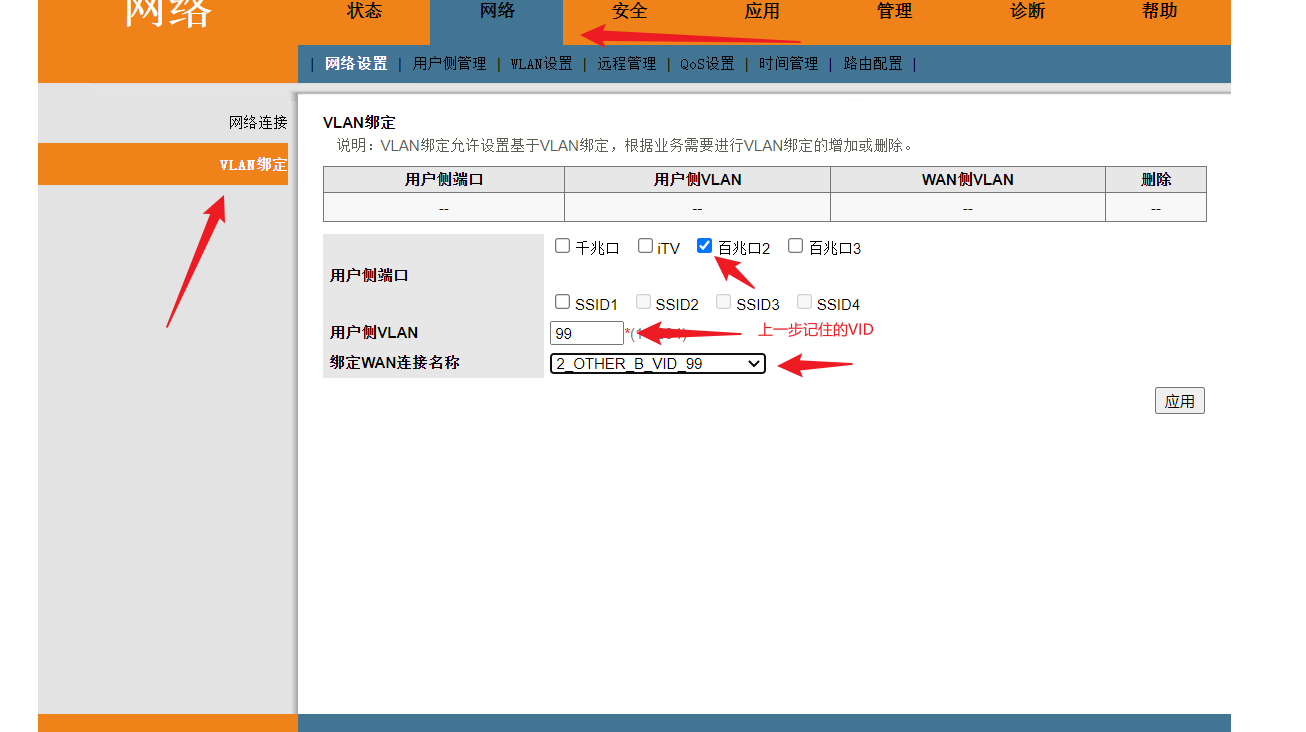 网络
状态 网络 安全 应用 管理 诊断 帮助
| 网络设置 | 用户侧管理 | WLAN设置 | 远程管理 | QoS设置 | 时间管理 | 路由配置 |
网络连接
VLAN绑定
VLAN绑定
说明：VLAN绑定允许设置基于VLAN绑定，根据业务需要进行VLAN绑定的增加或删除。
用户侧端口 用户侧VLAN WAN侧VLAN 删除
-- -- -- --
用户侧端口
千兆口 iTV 百兆口2 百兆口3
SSID1 SSID2 SSID3 SSID4
用户侧VLAN 99 *
上一步记住的VID
绑定WAN连接名称 2_OTHER_B_VID_99
应用